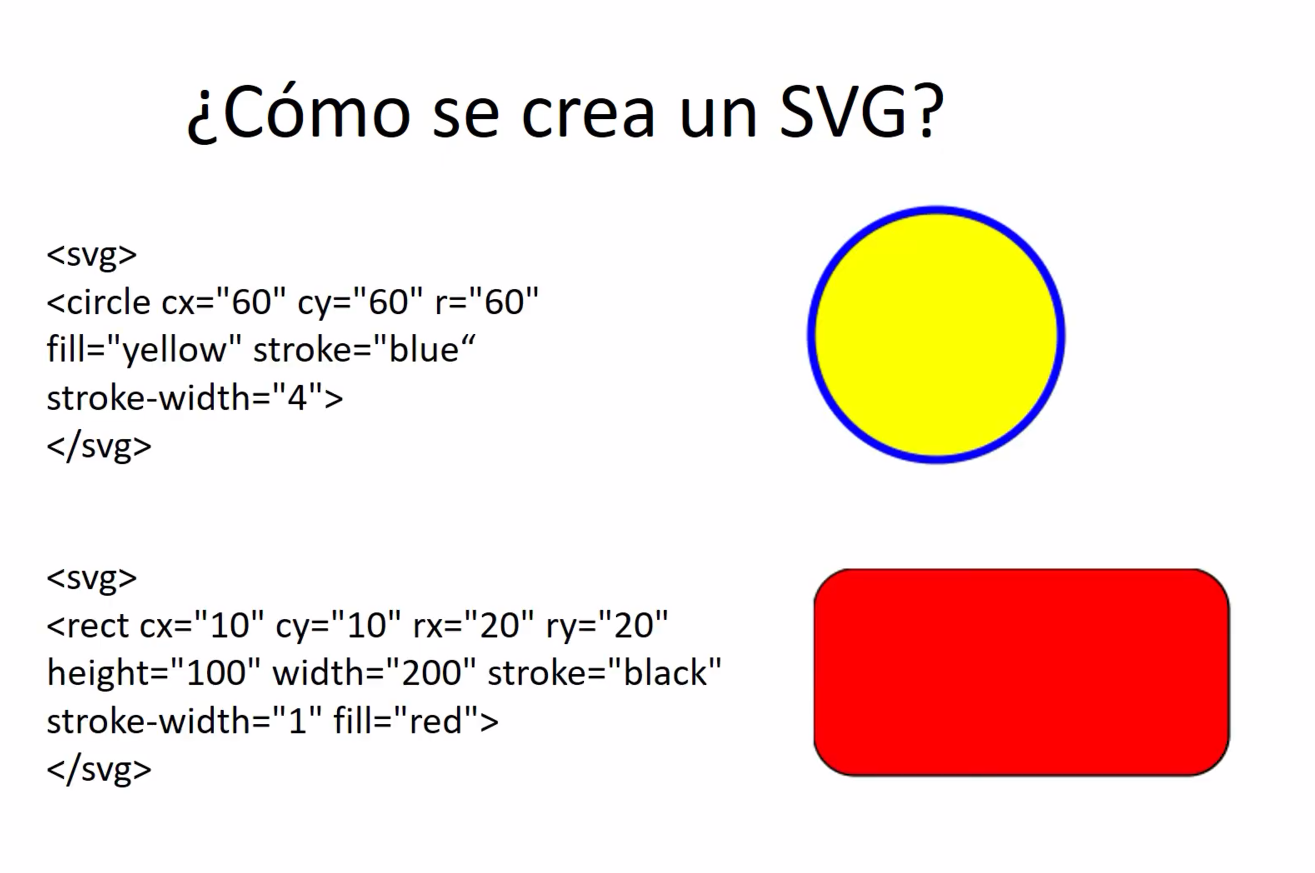 ¿Cómo se crea un SVG?
<svg>
<circle cx="60" cy="60" r="60"
fill="yellow" stroke="blue“
stroke-width="4">
</svg>
<svg>
<rect cx="10" cy="10" rx="20" ry="20"
height="100" width="200" stroke="black"
stroke-width="1" fill="red">
</svg>